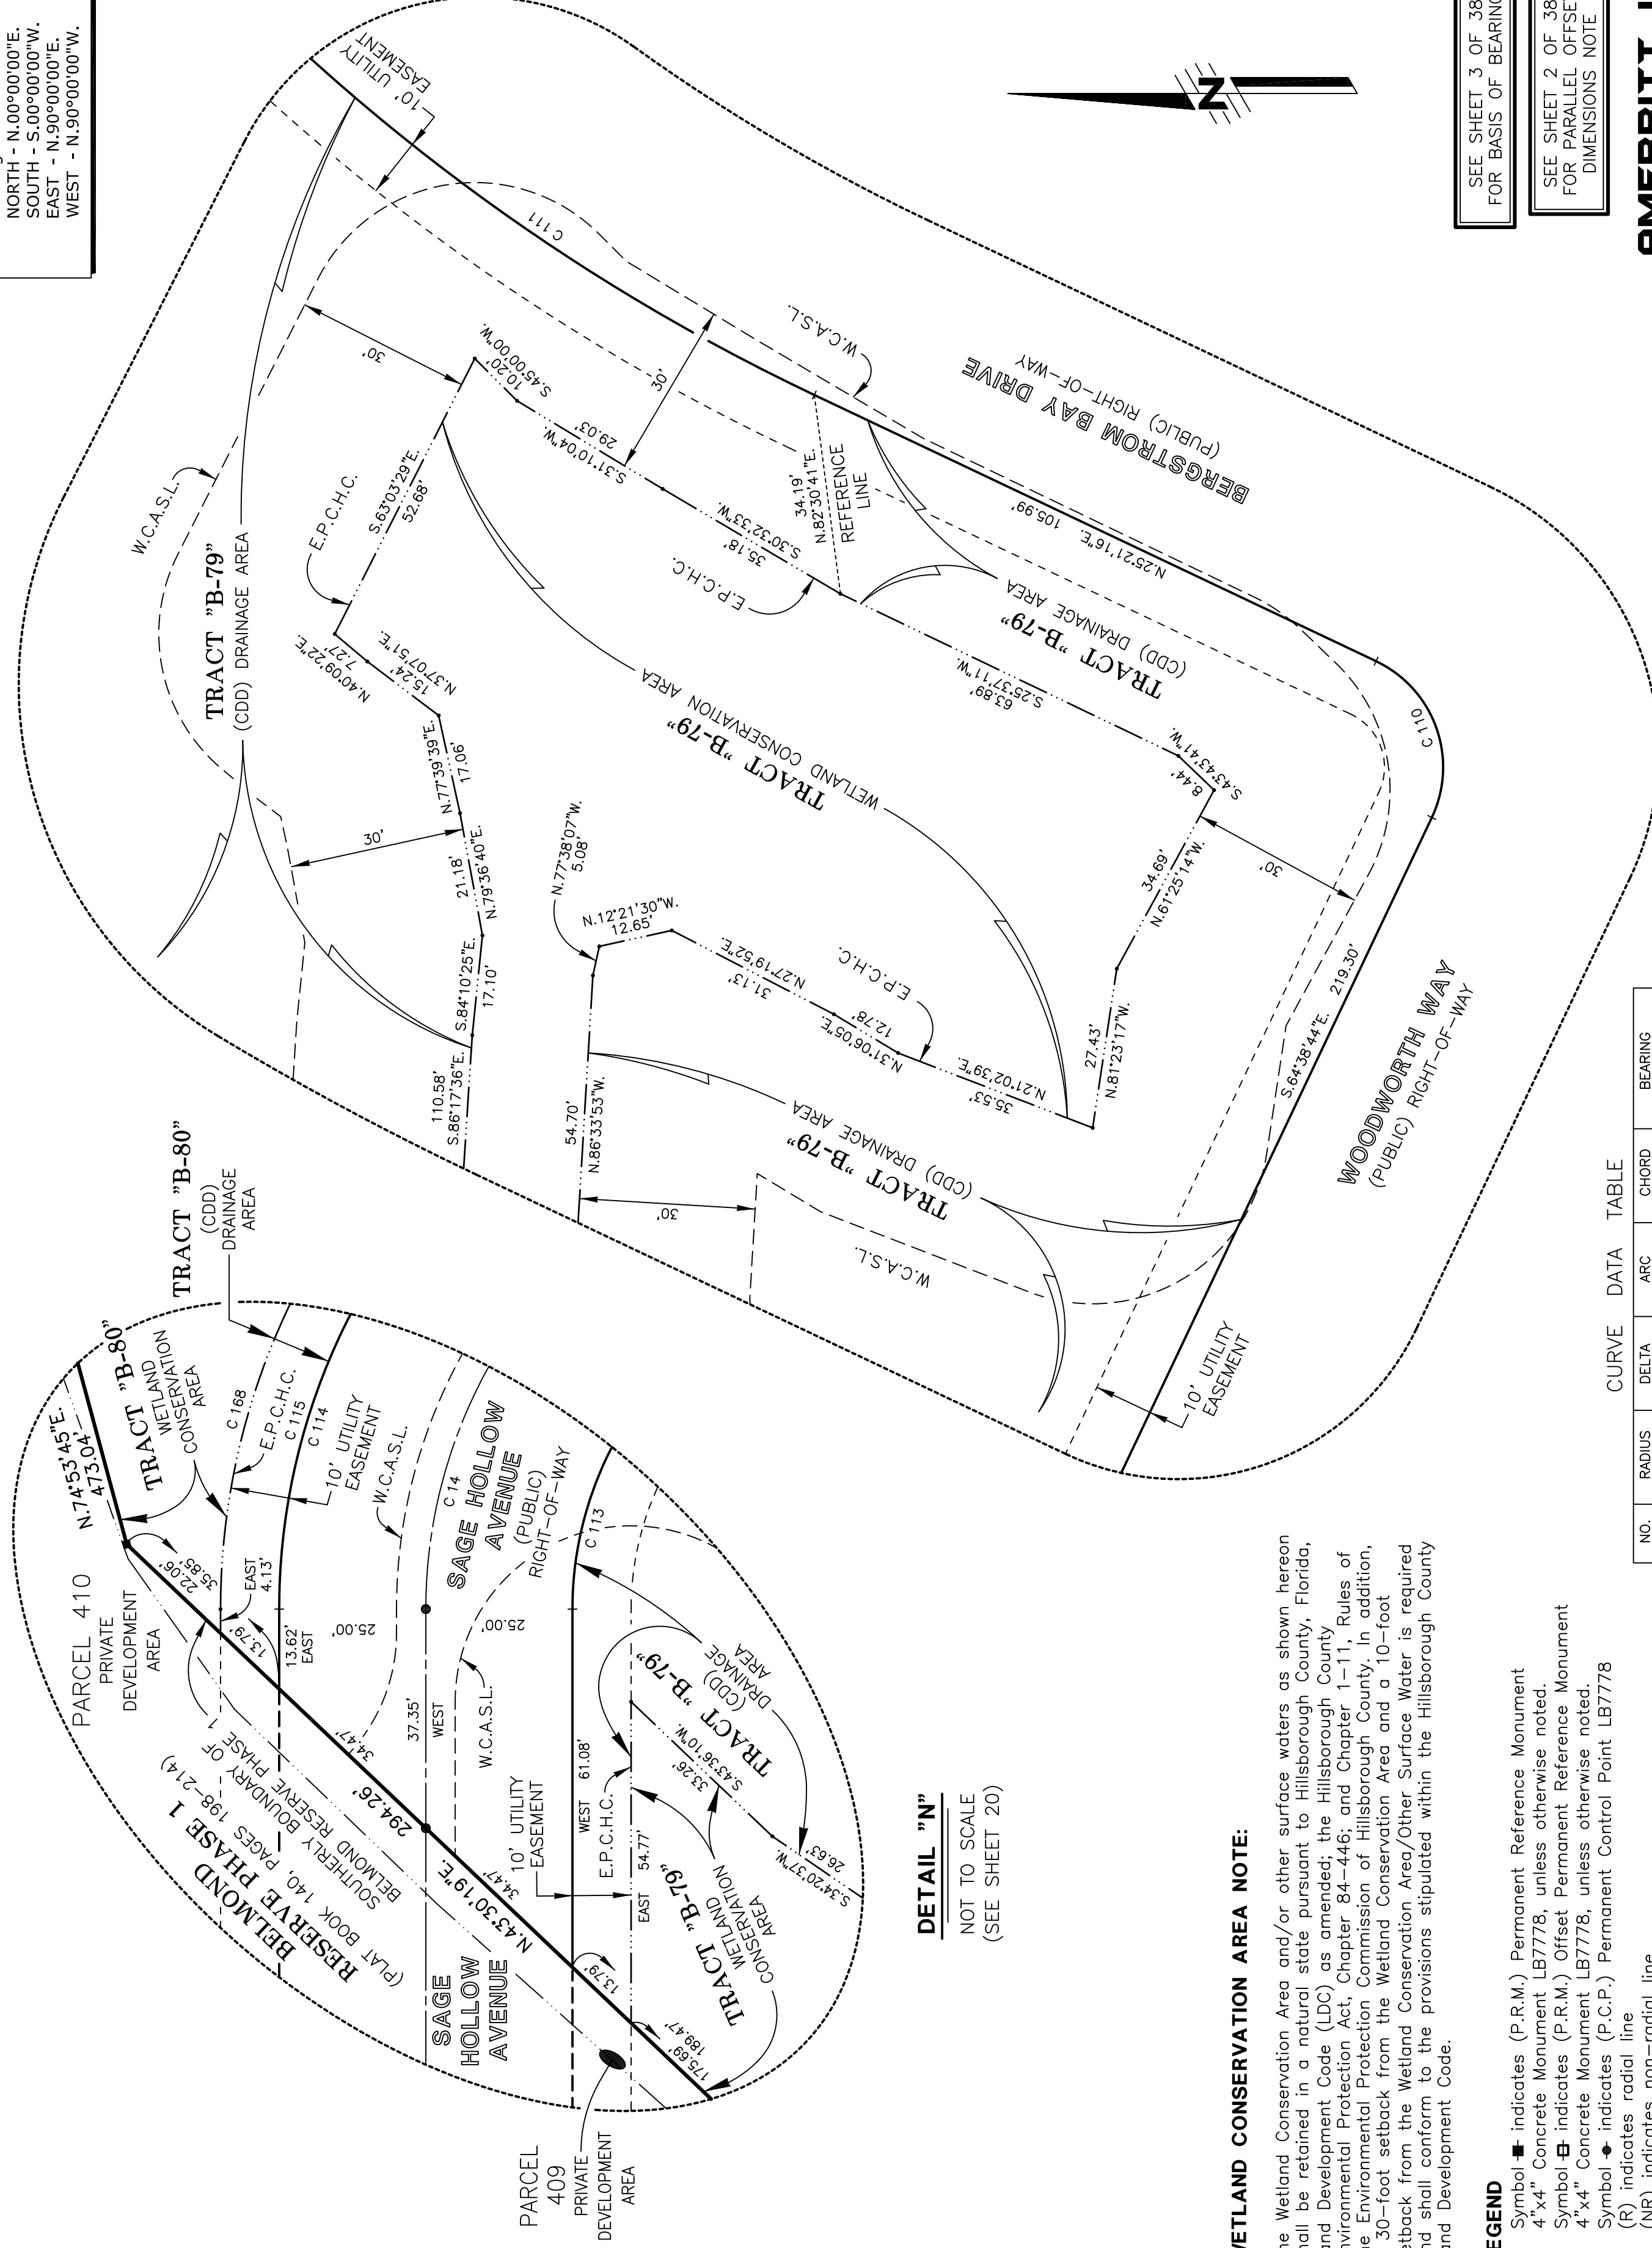 NORTH - N.00°00'00"E.
SOUTH - S.00°00'00"W.
EAST - N.90°00'00"E.
WEST - N.90°00'00"W.
SEE SHEET 3 OF 38
FOR BASIS OF BEARING
SEE SHEET 2 OF 38
FOR PARALLEL OFFSET
DIMENSIONS NOTE
10' UTILITY
EASEMENT
C 111
W.C.A.S.L.
TRACT "B-79"
(CDD) DRAINAGE AREA
30'
E.P.C.H.C.
S.63°03'29"E.
52.68'
S.45°00'00"W.
10.20'
S.31°10'04"W.
29.03'
30'
W.C.A.S.L.
BERGSTROM BAY DRIVE
(PUBLIC) RIGHT-OF-WAY
N.40°09'22"E.
7.27'
15.24'
N.37°07'51"E.
N.77°39'39"E.
17.06'
30'
21.18'
N.79°36'40"E.
S.84°10'25"E.
17.10'
110.58'
S.86°17'36"E.
S.30°32'33"W.
35.18'
E.P.C.H.C.
34.19'
N.82°30'41"E.
REFERENCE
LINE
105.99'
N.25°21'16"E.
TRACT "B-79"
(CDD) DRAINAGE AREA
S.25°37'11"W.
63.89'
TRACT "B-79"
WETLAND CONSERVATION AREA
S.43°43'41"W.
8.44'
C 110
34.69'
N.61°25'14"W.
30'
N.77°38'07"W.
5.08'
N.12°21'30"W.
12.65'
N.27°19'52"E.
31.13'
E.P.C.H.C.
N.31°06'05"E.
12.78'
N.21°02'39"E.
35.53'
27.43'
N.81°23'17"W.
54.70'
N.86°33'53"W.
30'
TRACT "B-79"
(CDD) DRAINAGE AREA
W.C.A.S.L.
S.64°38'44"E. 219.30'
WOODWORTH WAY
(PUBLIC) RIGHT-OF-WAY
10' UTILITY
EASEMENT
TRACT "B-80"
(CDD)
DRAINAGE
AREA
N.74°53'45"E.
473.04'
TRACT "B-80"
WETLAND
CONSERVATION
AREA
C 168
E.P.C.H.C.
C 115
C 114
10' UTILITY
EASEMENT
W.C.A.S.L.
C 14
SAGE HOLLOW
AVENUE
(PUBLIC)
RIGHT-OF-WAY
C 113
PARCEL 410
PRIVATE
DEVELOPMENT
AREA
22.06'
35.85'
EAST
4.13'
13.79'
13.62'
EAST
25.00'
25.00'
34.47'
37.35'
WEST
W.C.A.S.L.
294.26'
N.43°30'19"E.
34.47'
BELMOND
RESERVE PHASE 1
(PLAT BOOK 140, PAGES 198-214)
SOUTHERLY BOUNDARY OF
BELMOND RESERVE PHASE 1
SAGE
HOLLOW
AVENUE
10' UTILITY
EASEMENT
WEST 61.08'
E.P.C.H.C.
EAST 54.77'
13.79'
175.69'
189.47'
S.43°36'10"W.
33.26'
S.34°20'37"W.
26.63'
TRACT "B-79"
(CDD)
DRAINAGE
AREA
TRACT "B-79"
WETLAND
CONSERVATION
AREA
PARCEL
409
PRIVATE
DEVELOPMENT
AREA
DETAIL "N"
NOT TO SCALE
(SEE SHEET 20)
CURVE DATA TABLE
NO. RADIUS DELTA ARC CHORD BEARING
WETLAND CONSERVATION AREA NOTE:
he Wetland Conservation Area and/or other surface waters as shown hereon
hall be retained in a natural state pursuant to Hillsborough County, Florida,
and Development Code (LDC) as amended; the Hillsborough County
nvironmental Protection Act, Chapter 84-446; and Chapter 1-11, Rules of
he Environmental Protection Commission of Hillsborough County. In addition,
30-foot setback from the Wetland Conservation Area and a 10-foot
etback from the Wetland Conservation Area/Other Surface Water is required
nd shall conform to the provisions stipulated within the Hillsborough County
and Development Code.
EGEND
Symbol indicates (P.R.M.) Permanent Reference Monument
4"x4" Concrete Monument LB7778, unless otherwise noted.
Symbol indicates (P.R.M.) Offset Permanent Reference Monument
4"x4" Concrete Monument LB7778, unless otherwise noted.
Symbol indicates (P.C.P.) Permanent Control Point LB7778
(R) indicates radial line
(NR) indicates non-radial line